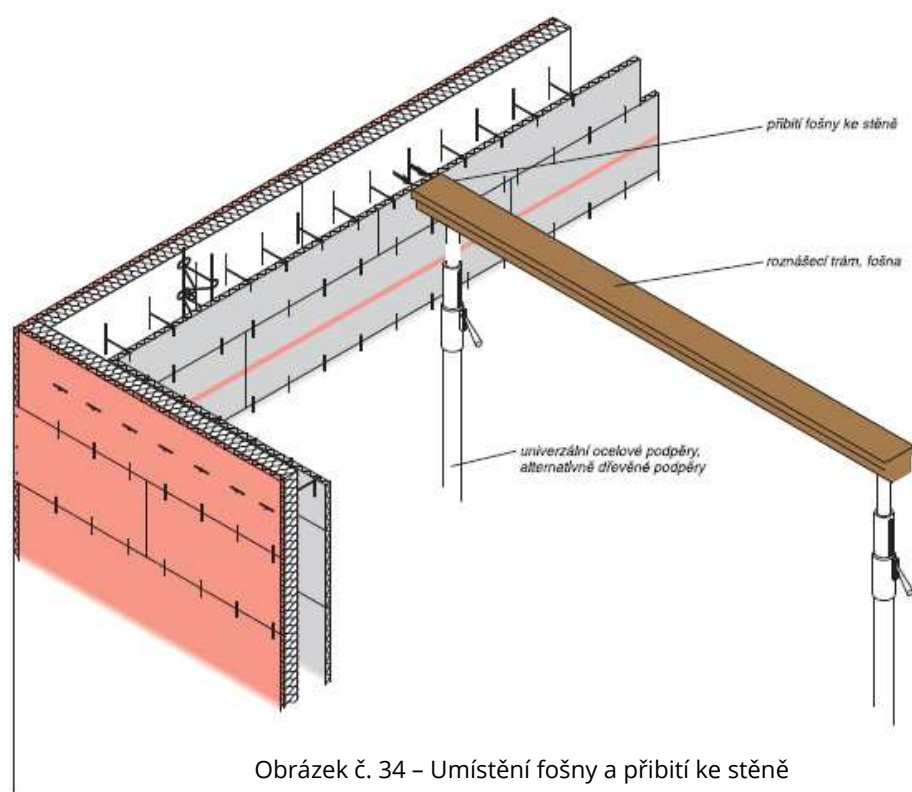 přibití fošny ke stěně
roznášecí trám, fošna
univerzální ocelové podpěry,
alternativně dřevěné podpěry
Obrázek č. 34 – Umístění fošny a přibití ke stěně